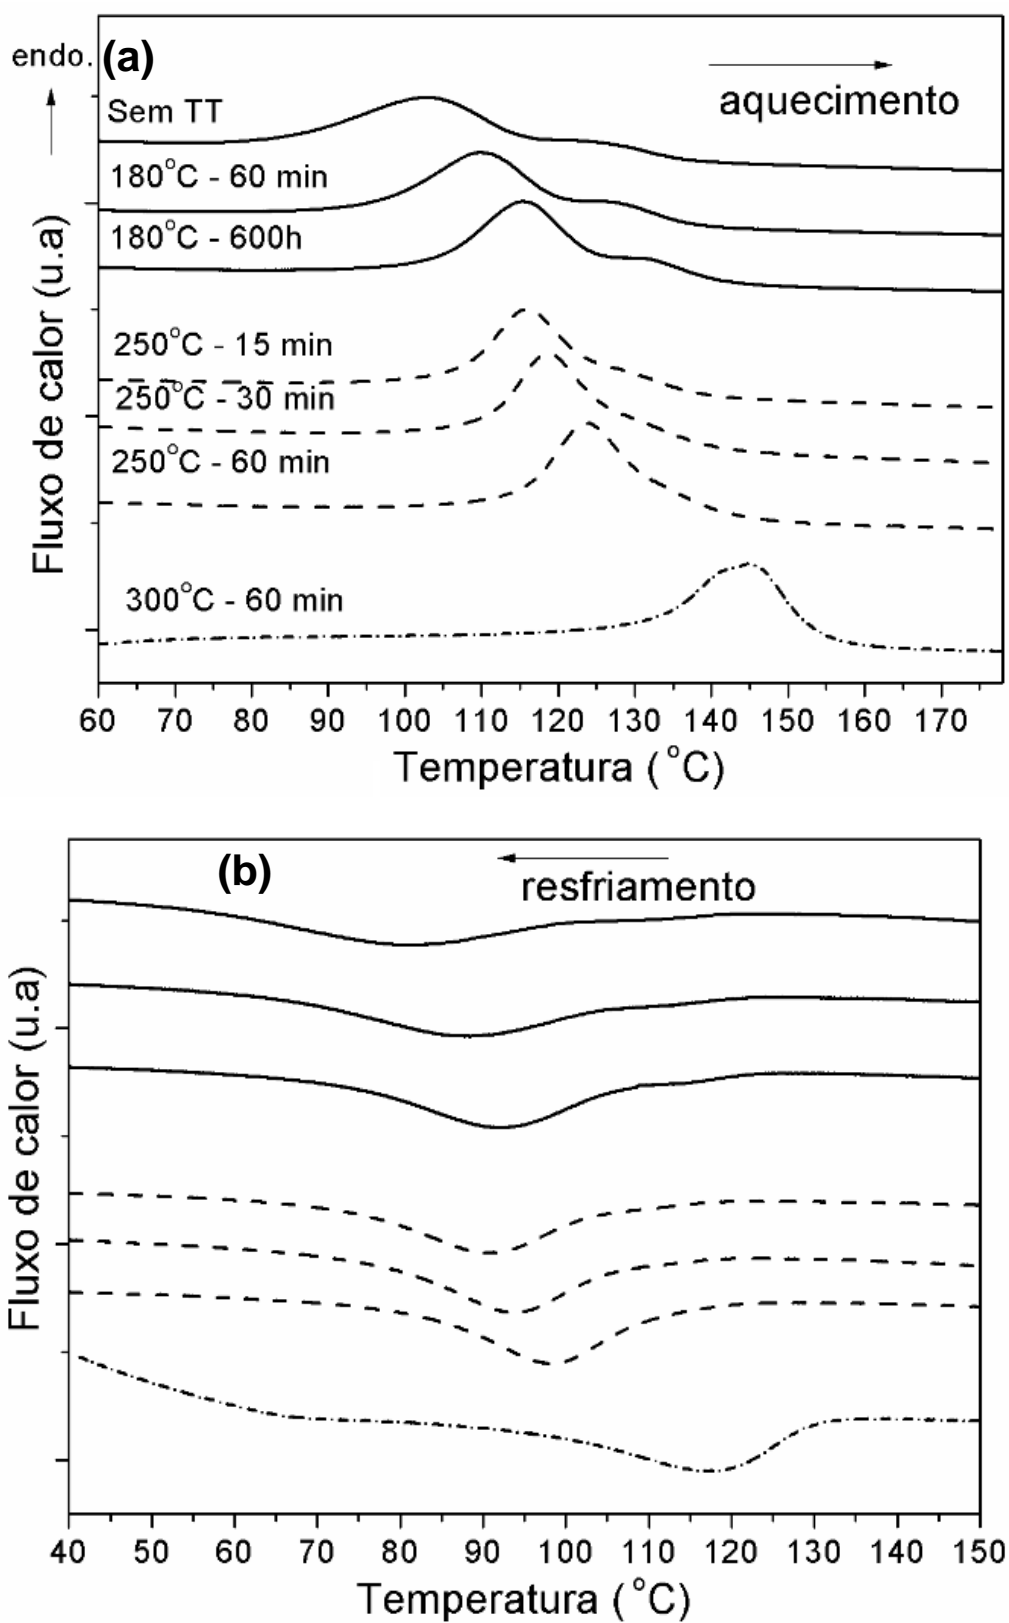 endo. (a)
aquecimento
Sem TT
180°C - 60 min
180°C - 600h
250°C - 15 min
250°C - 30 min
250°C - 60 min
300°C - 60 min
Fluxo de calor (u.a)
60 70 80 90 100 110 120 130 140 150 160 170
Temperatura (°C)
(b)
resfriamento
Fluxo de calor (u.a)
40 50 60 70 80 90 100 110 120 130 140 150
Temperatura (°C)